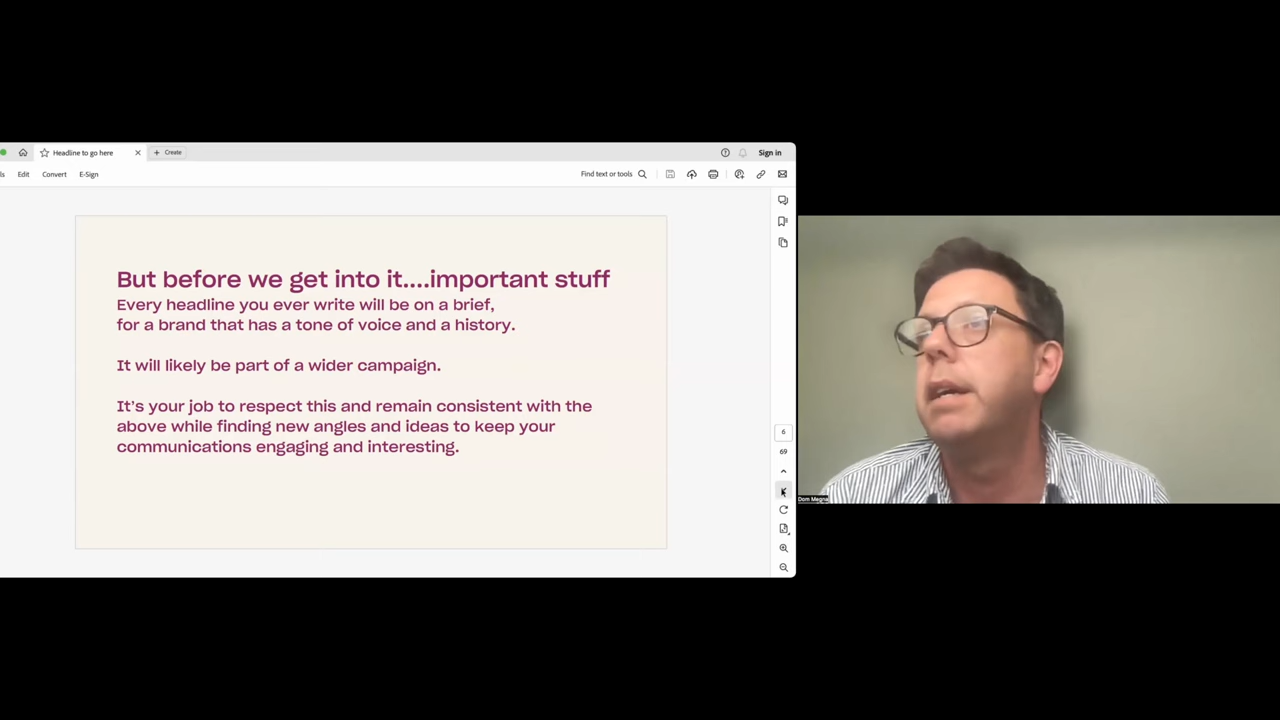 Headline to go here
Create
Sign in
ls Edit Convert E-Sign
Find text or tools
But before we get into it....important stuff
Every headline you ever write will be on a brief,
for a brand that has a tone of voice and a history.
It will likely be part of a wider campaign.
It's your job to respect this and remain consistent with the
above while finding new angles and ideas to keep your
communications engaging and interesting.
6
69
Dom Magna